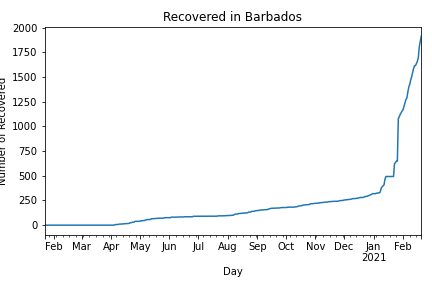 Recovered in Barbados
Number of Recovered
2000
1750
1500
1250
1000
750
500
250
0
Feb Mar Apr May Jun Jul Aug Sep Oct Nov Dec Jan Feb
2021
Day